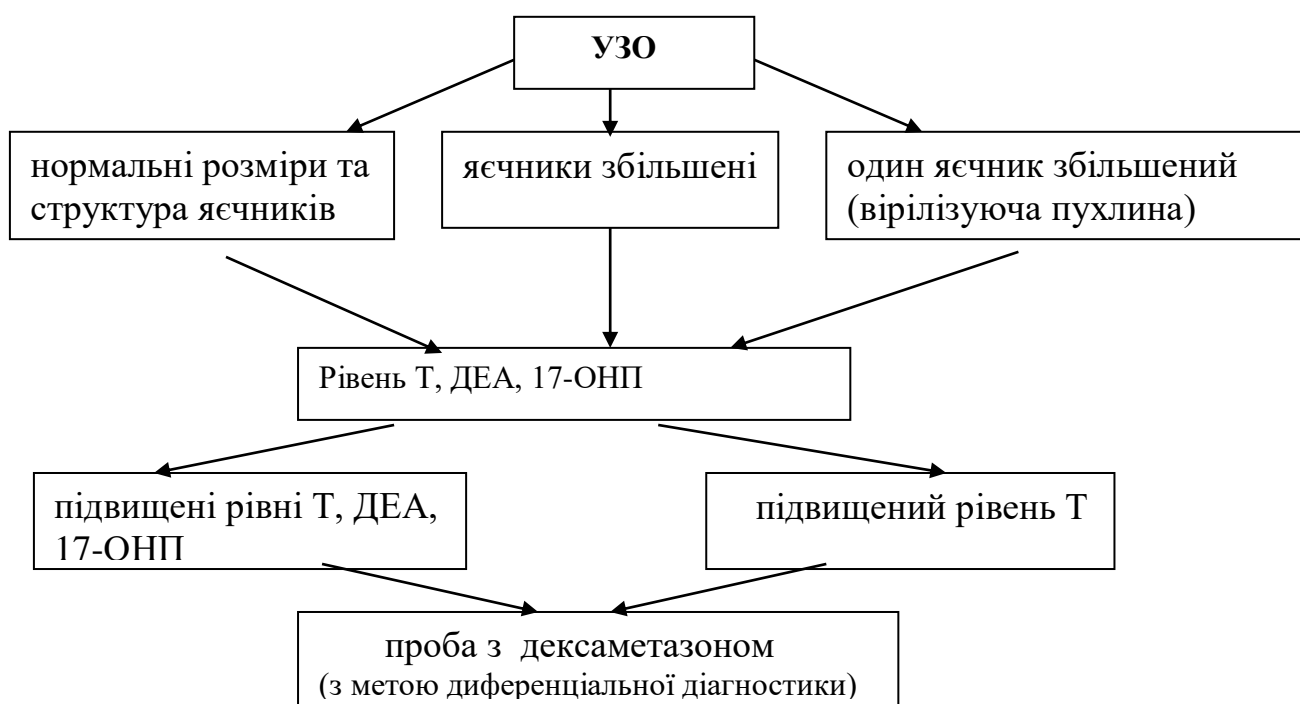 УЗО
нормальні розміри та
структура яєчників
яєчники збільшені
один яєчник збільшений
(вірілізуюча пухлина)
Рівень Т, ДЕА, 17-ОНП
підвищені рівні Т, ДЕА,
17-ОНП
підвищений рівень Т
проба з дексаметазоном
(з метою диференціальної діагностики)